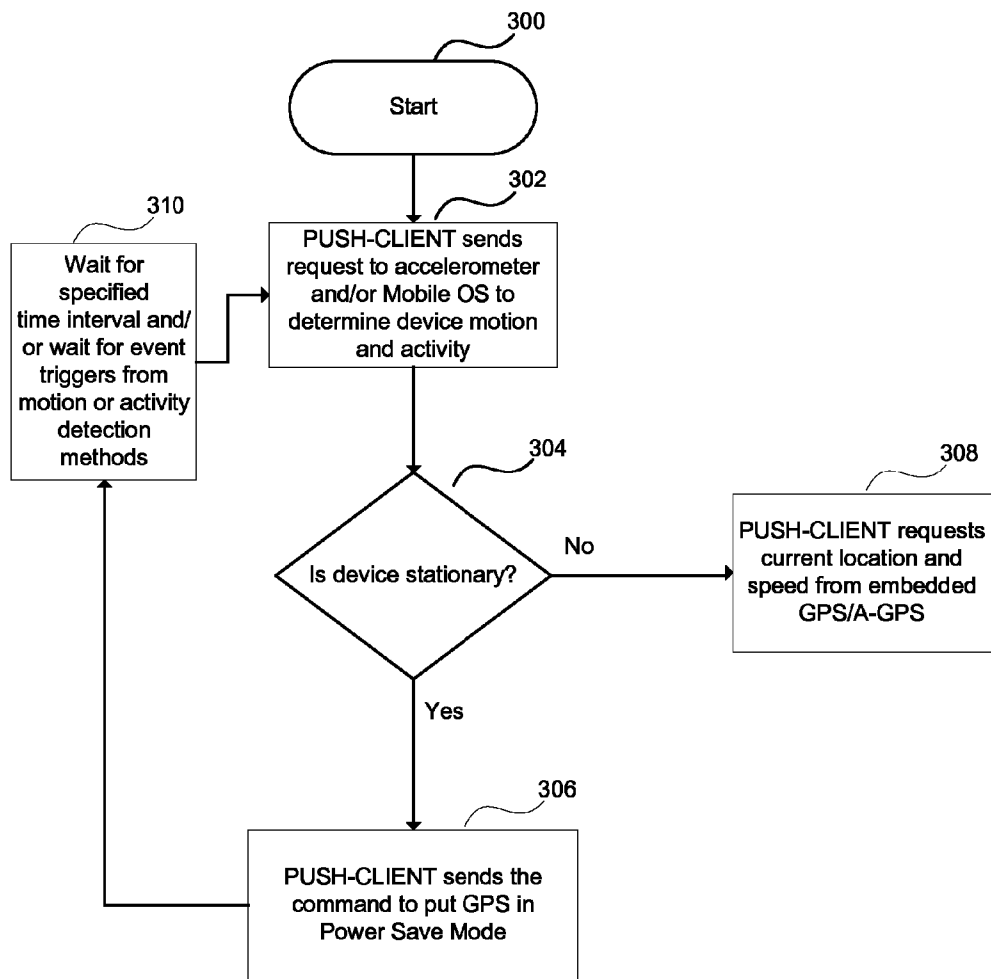 300
Start
302
PUSH-CLIENT sends
request to accelerometer
and/or Mobile OS to
determine device motion
and activity
310
Wait for
specified
time interval and/
or wait for event
triggers from
motion or activity
detection
methods
304
Is device stationary?
No
308
PUSH-CLIENT requests
current location and
speed from embedded
GPS/A-GPS
Yes
306
PUSH-CLIENT sends the
command to put GPS in
Power Save Mode